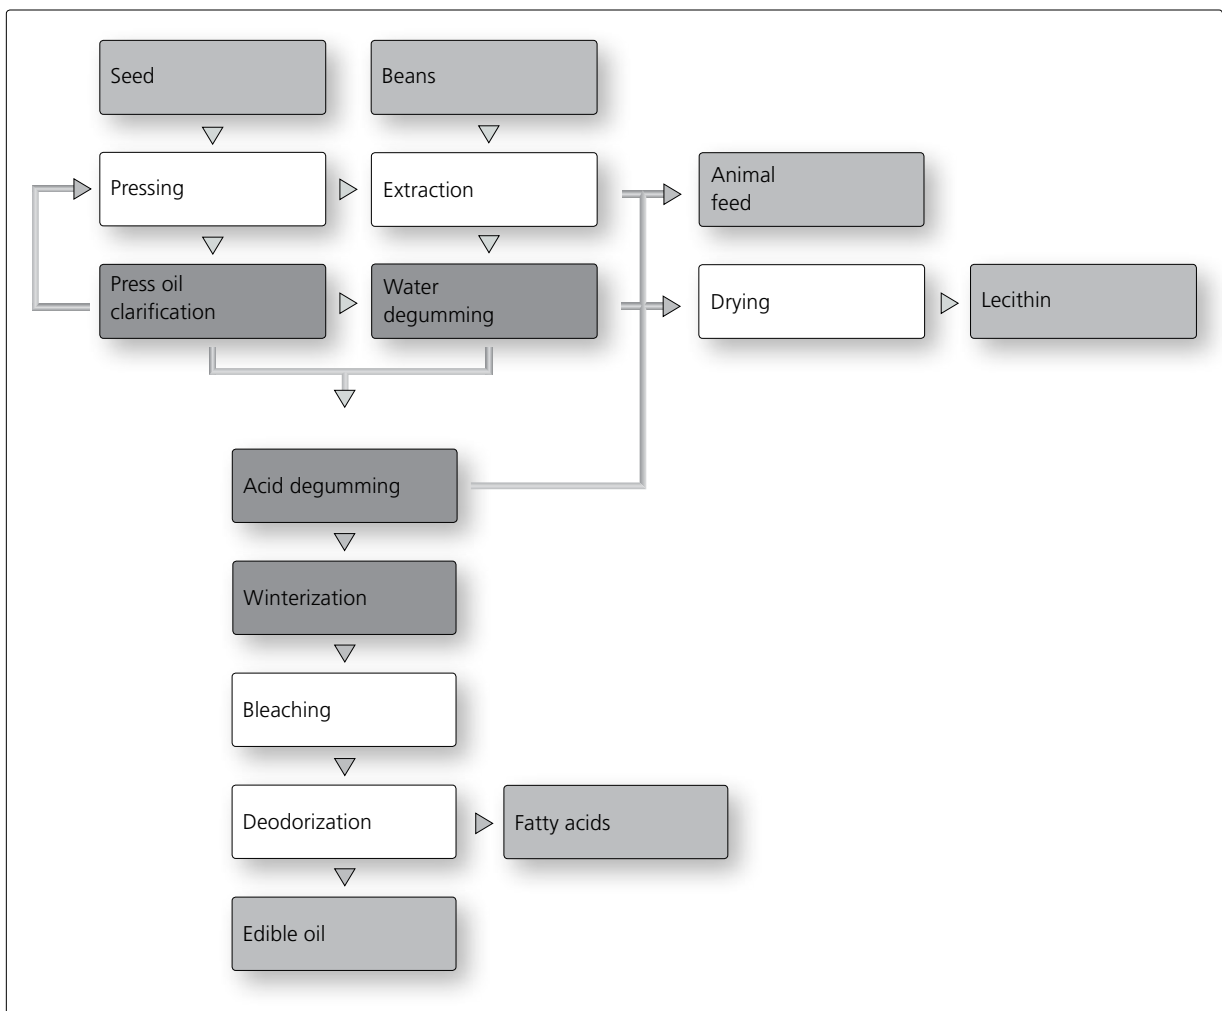 Seed
Beans
Pressing
Extraction
Animal
feed
Press oil
clarification
Water
degumming
Drying
Lecithin
Acid degumming
Winterization
Bleaching
Deodorization
Fatty acids
Edible oil